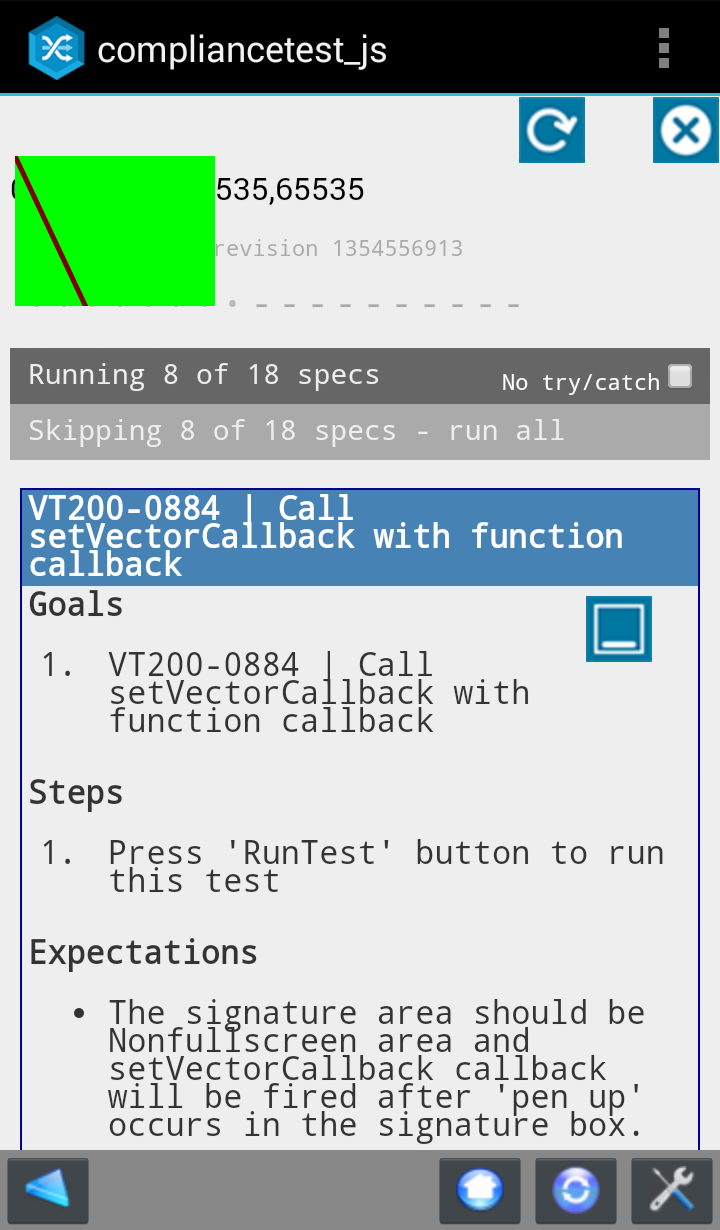 compliancetest_js
535,65535
revision 1354556913
Running 8 of 18 specs
No try/catch
Skipping 8 of 18 specs - run all
VT200-0884 | Call
setVectorCallback with function
callback
Goals
1. VT200-0884 | Call
setVectorCallback with
function callback
Steps
1. Press 'RunTest' button to run
this test
Expectations
• The signature area should be
Nonfullscreen area and
setVectorCallback callback
will be fired after 'pen up'
occurs in the signature box.